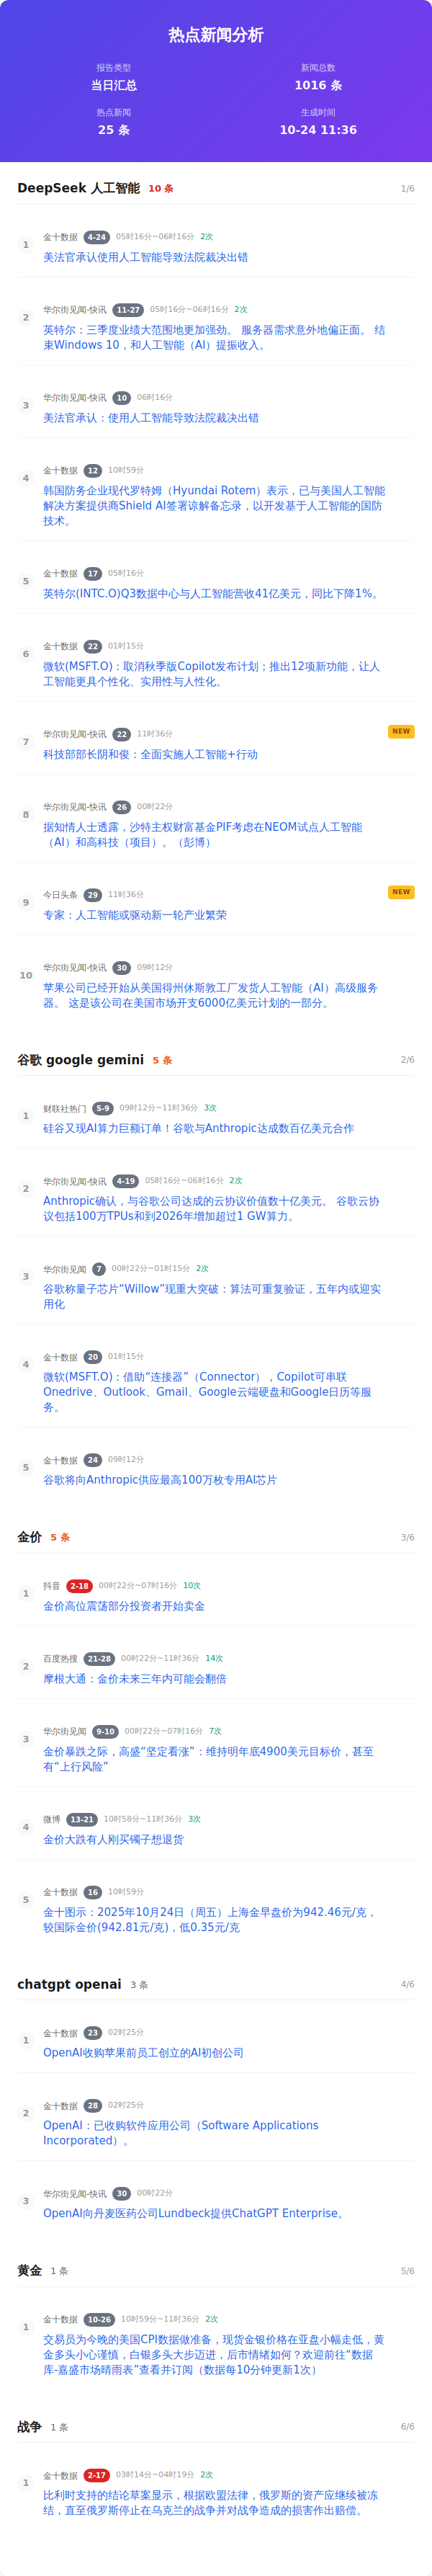 热点新闻分析
报告类型
新闻总数
当日汇总
1016 条
热点新闻
生成时间
25 条
10-24 11:36
DeepSeek 人工智能 10 条 1/6
1
金十数据 4-24 05时16分~06时16分 2次
美法官承认使用人工智能导致法院裁决出错
2
华尔街见闻-快讯 11-27 05时16分~06时16分 2次
英特尔：三季度业绩大范围地更加强劲。 服务器需求意外地偏正面。 结
束Windows 10，和人工智能（AI）提振收入。
3
华尔街见闻-快讯 10 06时16分
美法官承认：使用人工智能导致法院裁决出错
4
金十数据 12 10时59分
韩国防务企业现代罗特姆（Hyundai Rotem）表示，已与美国人工智能
解决方案提供商Shield AI签署谅解备忘录，以开发基于人工智能的国防
技术。
5
金十数据 17 05时16分
英特尔(INTC.O)Q3数据中心与人工智能营收41亿美元，同比下降1%。
6
金十数据 22 01时15分
微软(MSFT.O)：取消秋季版Copilot发布计划；推出12项新功能，让人
工智能更具个性化、实用性与人性化。
7
华尔街见闻-快讯 22 11时36分 NEW
科技部部长阴和俊：全面实施人工智能+行动
8
华尔街见闻-快讯 26 00时22分
据知情人士透露，沙特主权财富基金PIF考虑在NEOM试点人工智能
（AI）和高科技（项目）。（彭博）
9
今日头条 29 11时36分 NEW
专家：人工智能或驱动新一轮产业繁荣
10
华尔街见闻-快讯 30 09时12分
苹果公司已经开始从美国得州休斯敦工厂发货人工智能（AI）高级服务
器。 这是该公司在美国市场开支6000亿美元计划的一部分。
谷歌 google gemini 5 条 2/6
1
财联社热门 5-9 09时12分~11时36分 3次
硅谷又现AI算力巨额订单！谷歌与Anthropic达成数百亿美元合作
2
华尔街见闻-快讯 4-19 05时16分~06时16分 2次
Anthropic确认，与谷歌公司达成的云协议价值数十亿美元。 谷歌云协
议包括100万TPUs和到2026年增加超过1 GW算力。
3
华尔街见闻 7 00时22分~01时15分 2次
谷歌称量子芯片“Willow”现重大突破：算法可重复验证，五年内或迎实
用化
4
金十数据 20 01时15分
微软(MSFT.O)：借助“连接器”（Connector），Copilot可串联
Onedrive、Outlook、Gmail、Google云端硬盘和Google日历等服
务。
5
金十数据 24 09时12分
谷歌将向Anthropic供应最高100万枚专用AI芯片
金价 5 条 3/6
1
抖音 2-18 00时22分~07时16分 10次
金价高位震荡部分投资者开始卖金
2
百度热搜 21-28 00时22分~11时36分 14次
摩根大通：金价未来三年内可能会翻倍
3
华尔街见闻 9-10 00时22分~07时16分 7次
金价暴跌之际，高盛“坚定看涨”：维持明年底4900美元目标价，甚至
有“上行风险”
4
微博 13-21 10时58分~11时36分 3次
金价大跌有人刚买镯子想退货
5
金十数据 16 10时59分
金十图示：2025年10月24日（周五）上海金早盘价为942.46元/克，
较国际金价(942.81元/克)，低0.35元/克
chatgpt openai 3 条 4/6
1
金十数据 23 02时25分
OpenAI收购苹果前员工创立的AI初创公司
2
金十数据 28 02时25分
OpenAI：已收购软件应用公司（Software Applications
Incorporated）。
3
华尔街见闻-快讯 30 00时22分
OpenAI向丹麦医药公司Lundbeck提供ChatGPT Enterprise。
黄金 1 条 5/6
1
金十数据 10-26 10时59分~11时36分 2次
交易员为今晚的美国CPI数据做准备，现货金银价格在亚盘小幅走低，黄
金多头小心谨慎，白银多头大步迈进，后市情绪如何？欢迎前往“数据
库-嘉盛市场晴雨表”查看并订阅（数据每10分钟更新1次）
战争 1 条 6/6
1
金十数据 2-17 03时14分~04时19分 2次
比利时支持的结论草案显示，根据欧盟法律，俄罗斯的资产应继续被冻
结，直至俄罗斯停止在乌克兰的战争并对战争造成的损害作出赔偿。